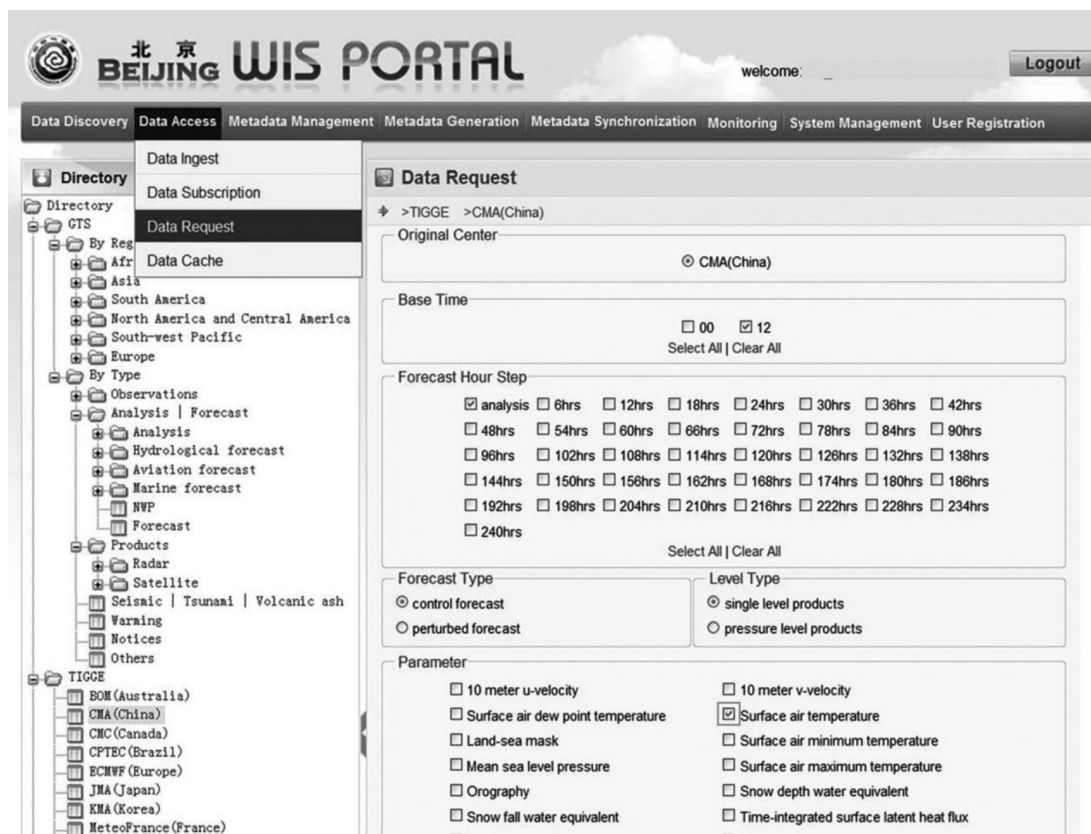 北 京
BEIJING WIS PORTAL
welcome: _
Logout
Data Discovery Data Access Metadata Management Metadata Generation Metadata Synchronization Monitoring System Management User Registration
Data Ingest
Data Subscription
Data Request
Data Cache
Directory
Directory
GTS
By Reg
Afr
Asia
South America
North America and Central America
South-west Pacific
Europe
By Type
Observations
Analysis | Forecast
Analysis
Hydrological forecast
Aviation forecast
Marine forecast
NWP
Forecast
Products
Radar
Satellite
Seismic | Tsunami | Volcanic ash
Warning
Notices
Others
TIGGE
BOM(Australia)
CMA(China)
CMC(Canada)
CPTEC(Brazil)
ECMWF(Europe)
JMA(Japan)
KMA(Korea)
MeteoFrance(France)
Data Request
>TIGGE >CMA(China)
Original Center
CMA(China)
Base Time
00 12
Select All | Clear All
Forecast Hour Step
analysis 6hrs 12hrs 18hrs 24hrs 30hrs 36hrs 42hrs
48hrs 54hrs 60hrs 66hrs 72hrs 78hrs 84hrs 90hrs
96hrs 102hrs 108hrs 114hrs 120hrs 126hrs 132hrs 138hrs
144hrs 150hrs 156hrs 162hrs 168hrs 174hrs 180hrs 186hrs
192hrs 198hrs 204hrs 210hrs 216hrs 222hrs 228hrs 234hrs
240hrs
Select All | Clear All
Forecast Type
control forecast
perturbed forecast
Level Type
single level products
pressure level products
Parameter
10 meter u-velocity 10 meter v-velocity
Surface air dew point temperature Surface air temperature
Land-sea mask Surface air minimum temperature
Mean sea level pressure Surface air maximum temperature
Orography Snow depth water equivalent
Snow fall water equivalent Time-integrated surface latent heat flux